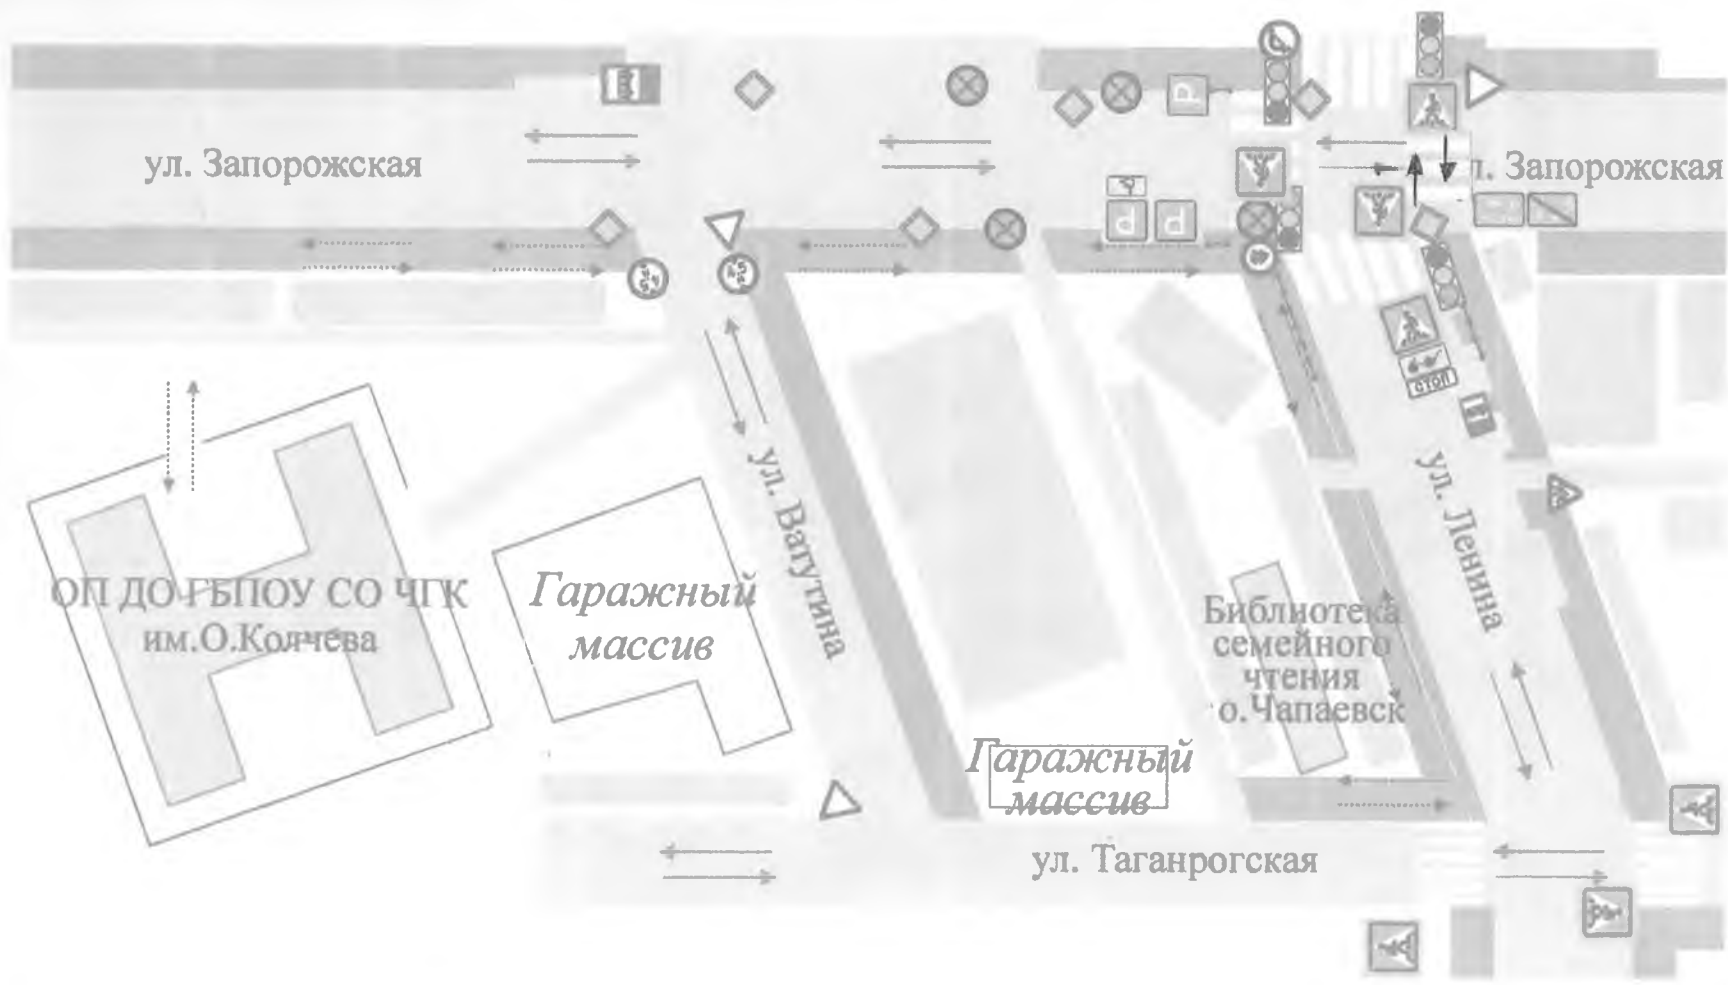 ул. Запорожская
л. Запорожская
P
P
P
СТОП
ул. Ватутина
ул. Ленина
ОП ДО ГБПОУ СО ЧГК
им.О.Колчева
Гаражный
массив
Библиотека
семейного
чтения
о.Чапаевск
Гаражный
массив
ул. Таганрогская